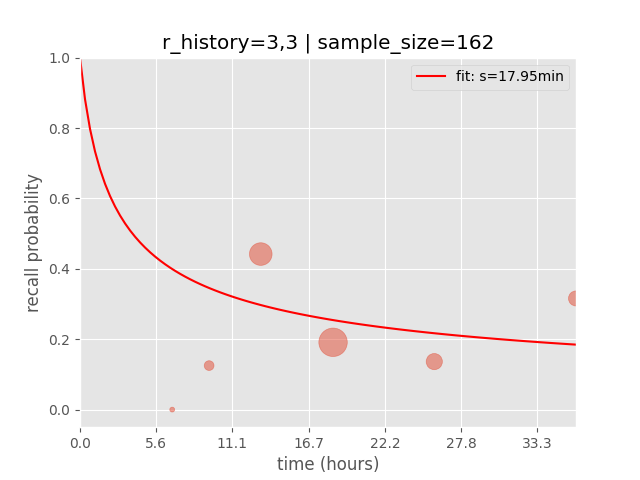 r_history=3,3 | sample_size=162
fit: s=17.95min
recall probability
1.0
0.8
0.6
0.4
0.2
0.0
0.0 5.6 11.1 16.7 22.2 27.8 33.3
time (hours)